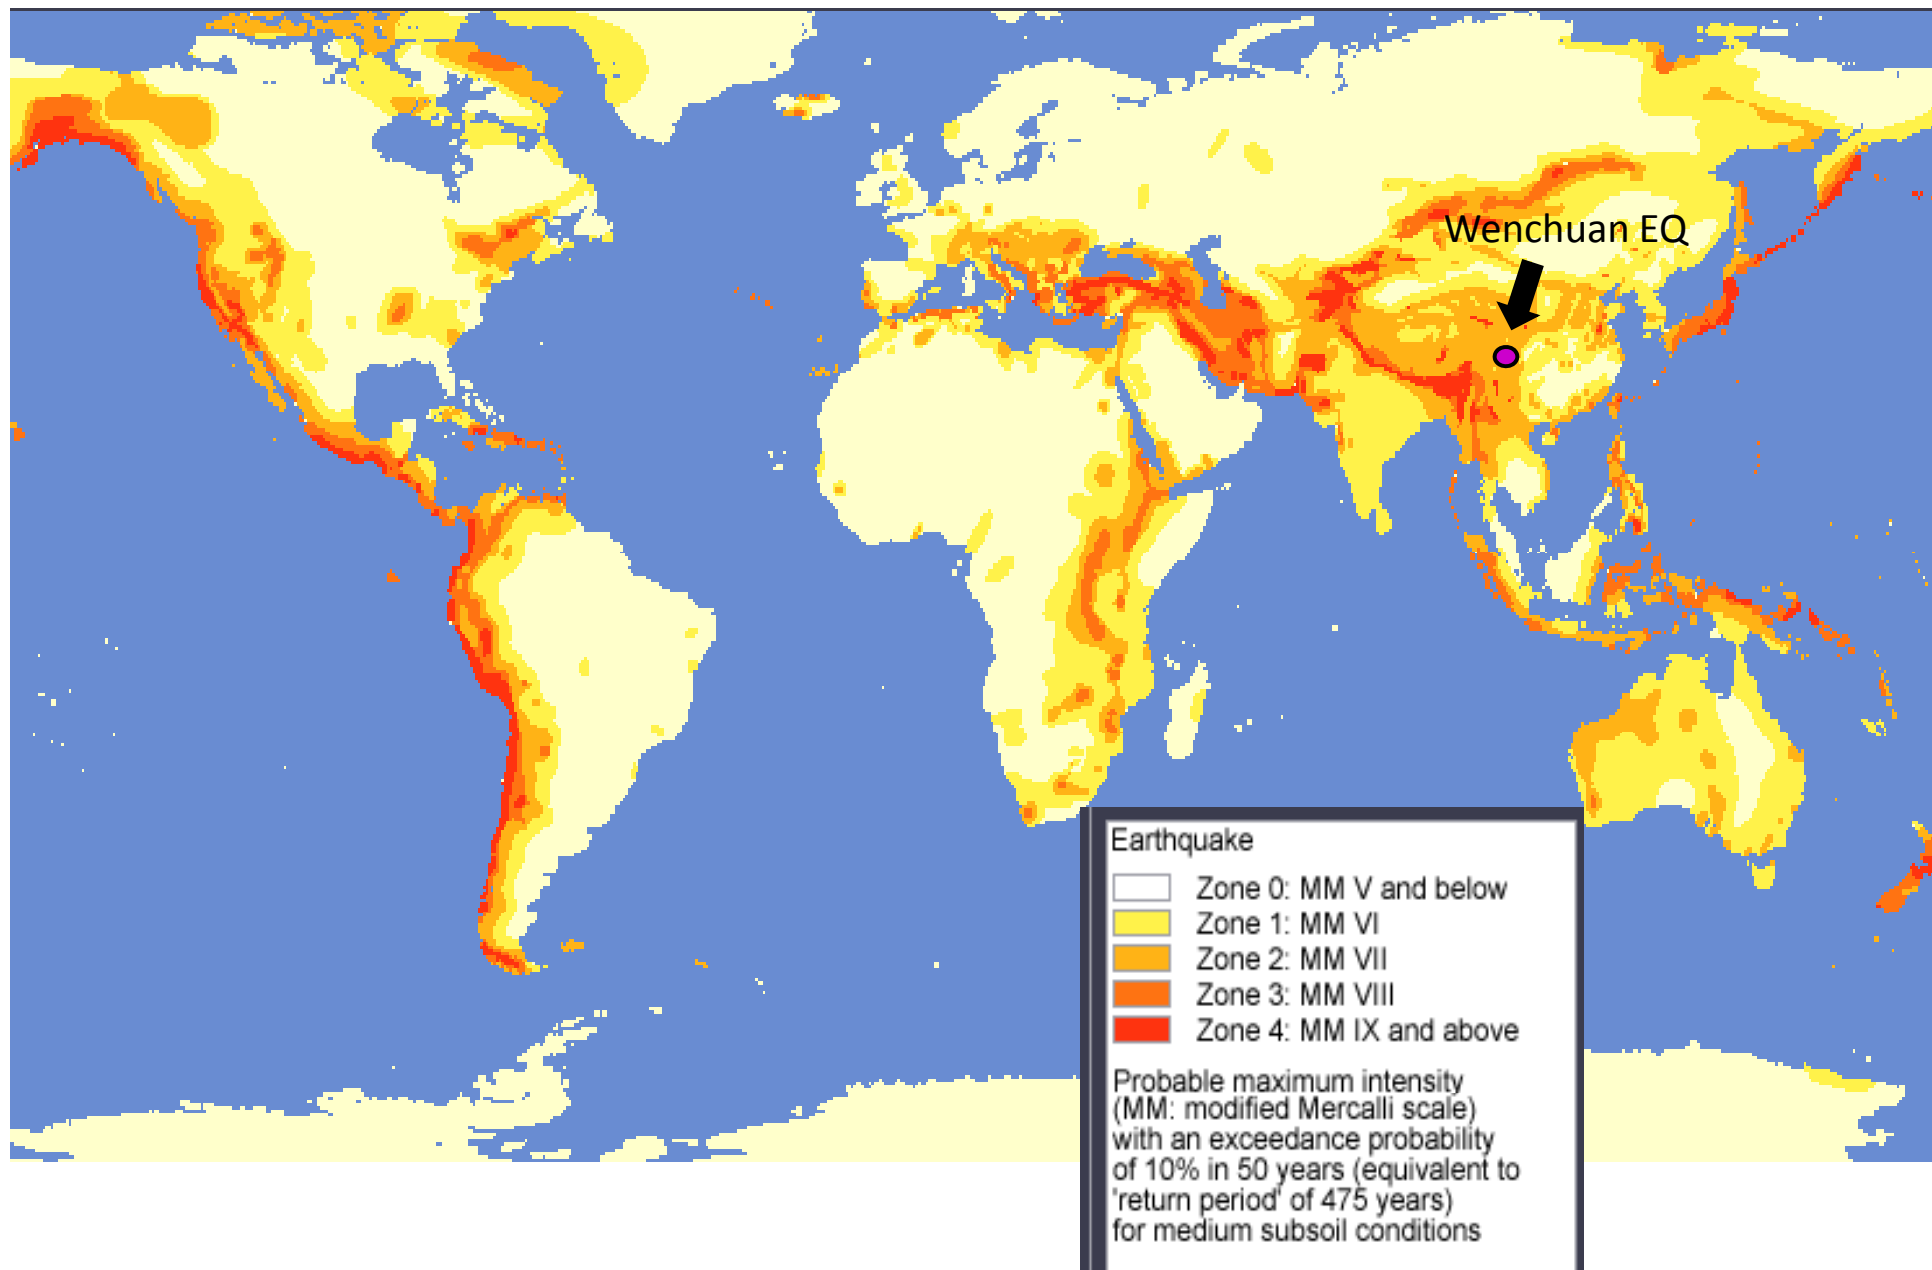 Wenchuan EQ
Earthquake
Zone 0: MM V and below
Zone 1: MM VI
Zone 2: MM VII
Zone 3: MM VIII
Zone 4: MM IX and above
Probable maximum intensity
(MM: modified Mercalli scale)
with an exceedance probability
of 10% in 50 years (equivalent to
'return period' of 475 years)
for medium subsoil conditions